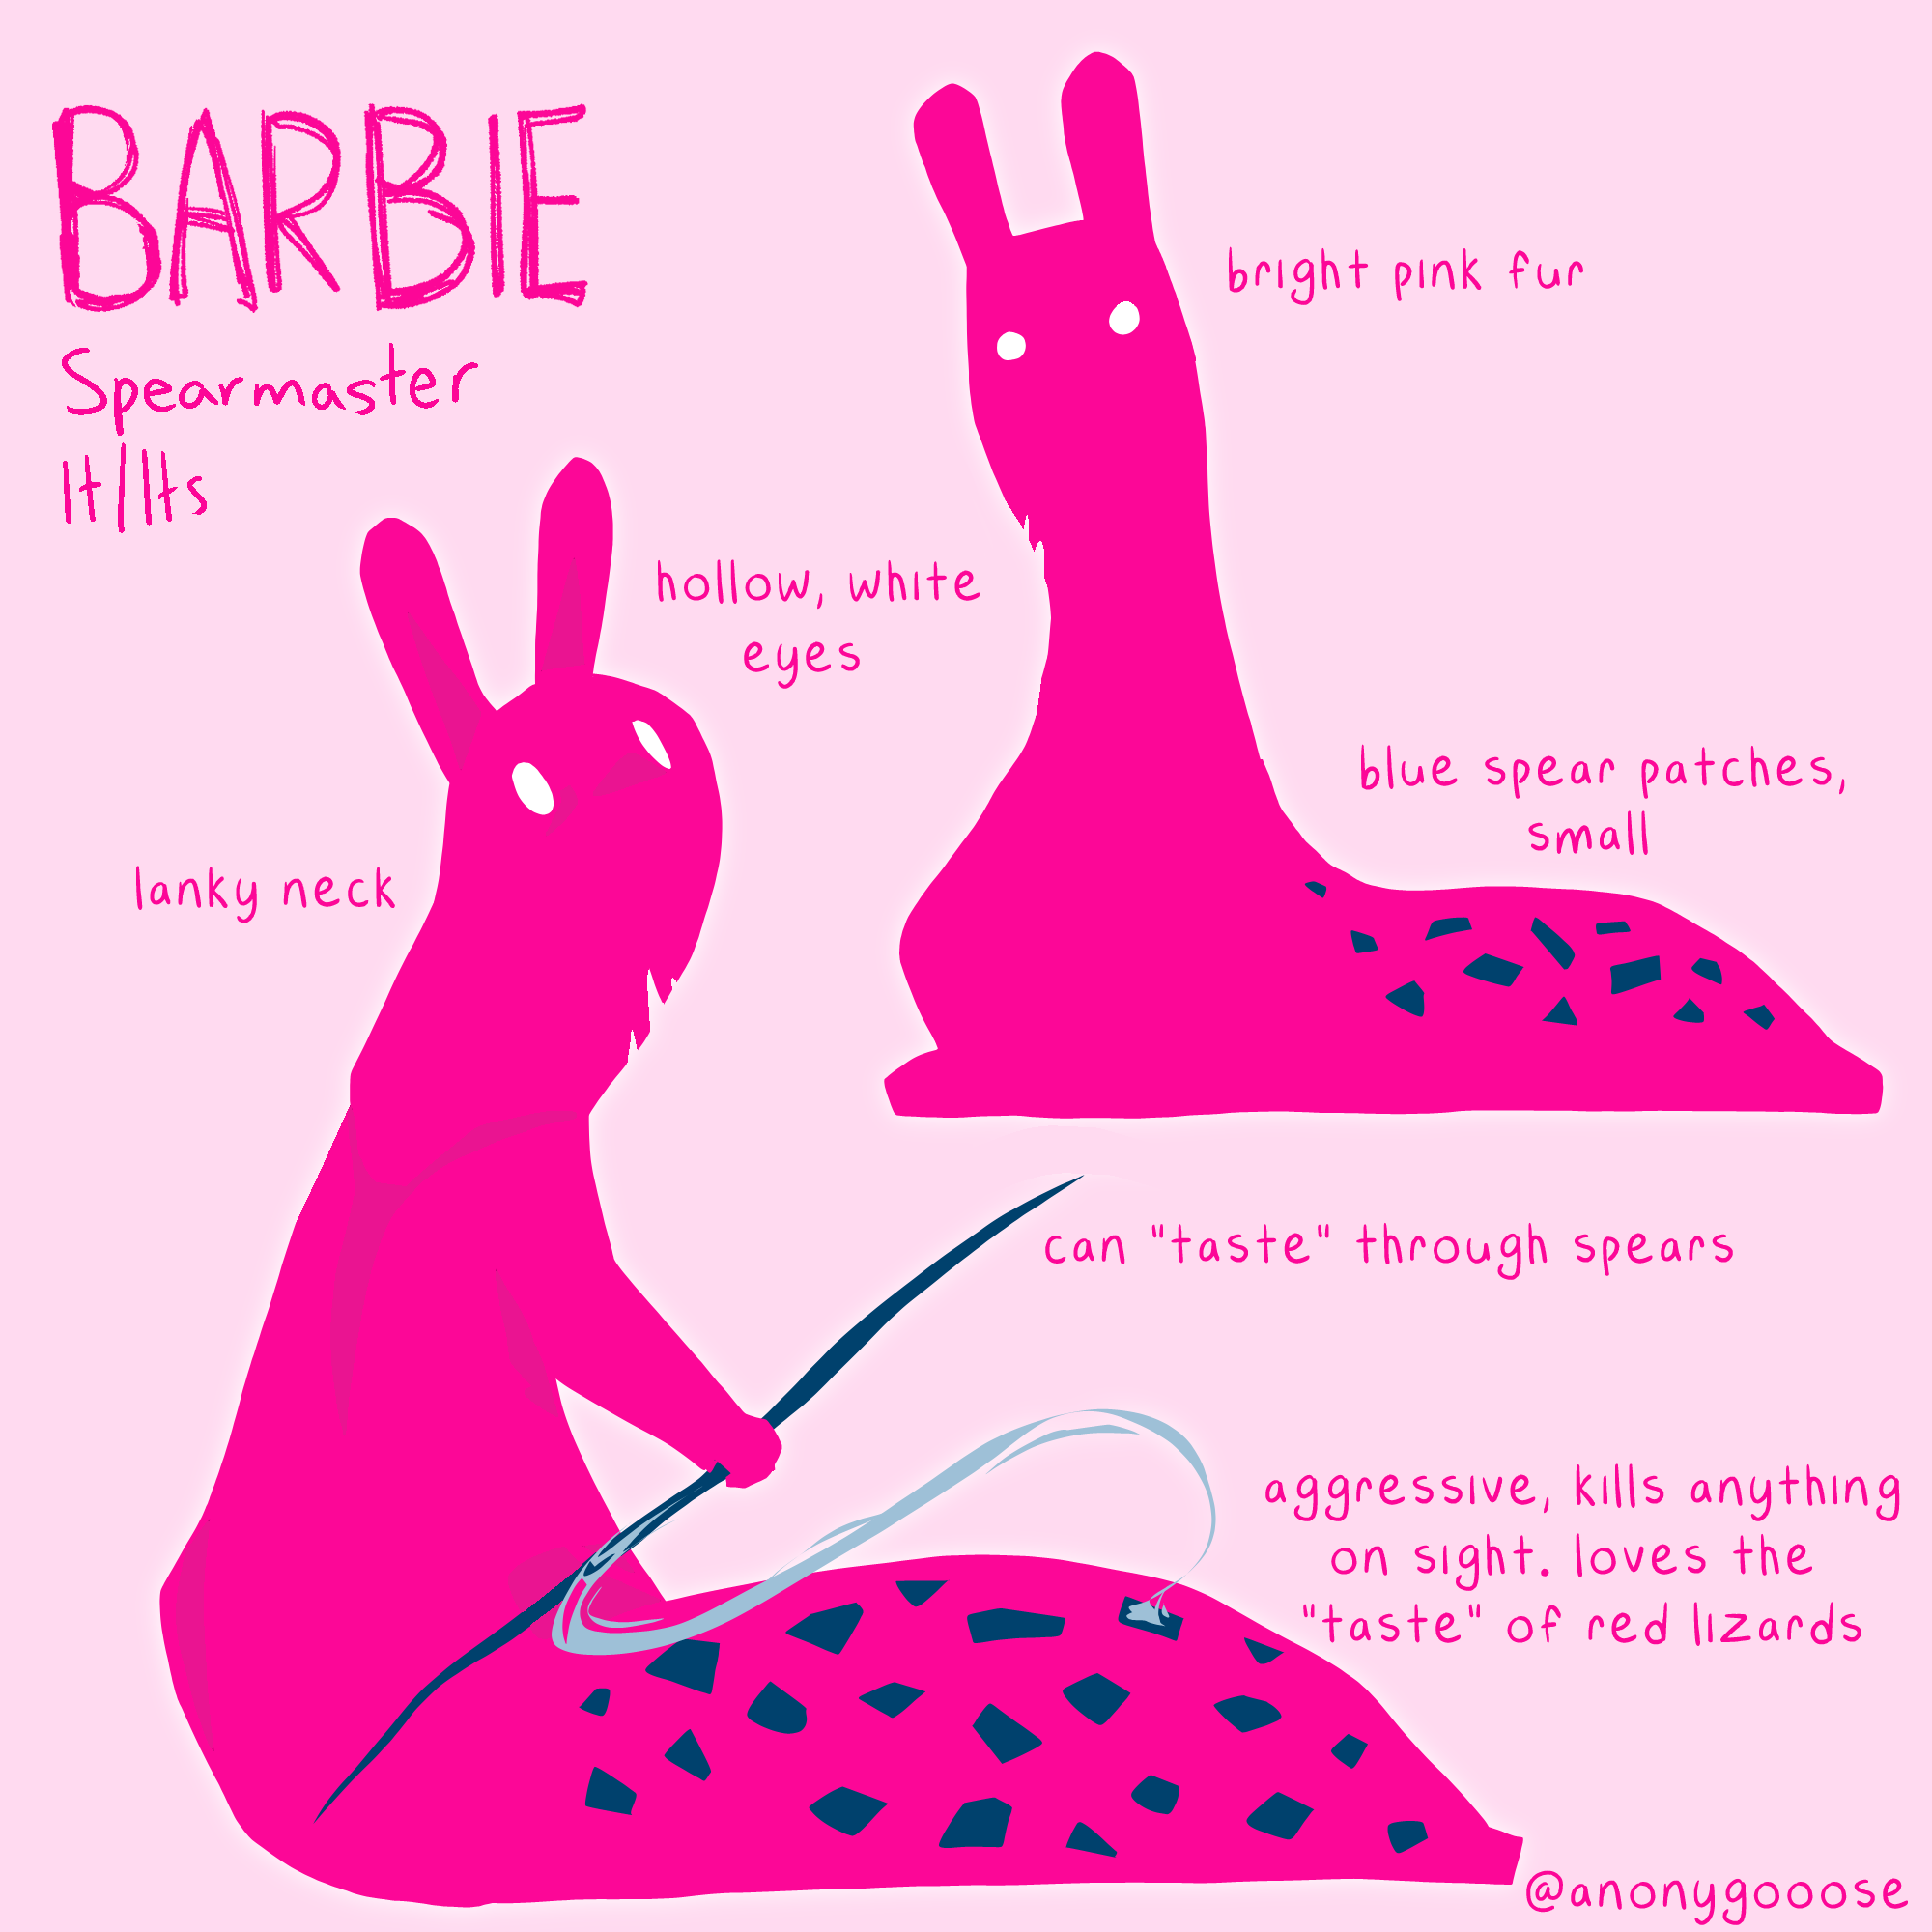 BARBIE
Spearmaster
It/Its
bright pink fur
hollow, white
eyes
blue spear patches,
small
lanky neck
can "taste" through spears
aggressive, kills anything
on sight. loves the
"taste" of red lizards
@anonygooose